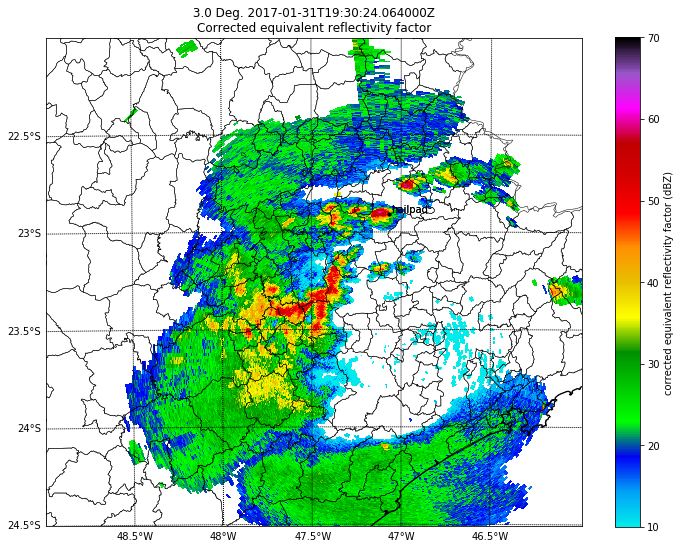 3.0 Deg. 2017-01-31T19:30:24.064000Z
Corrected equivalent reflectivity factor
22.5°S
23°S
23.5°S
24°S
24.5°S
48.5°W
48°W
47.5°W
47°W
46.5°W
hailpad
70
60
50
40
30
20
10
corrected equivalent reflectivity factor (dBZ)